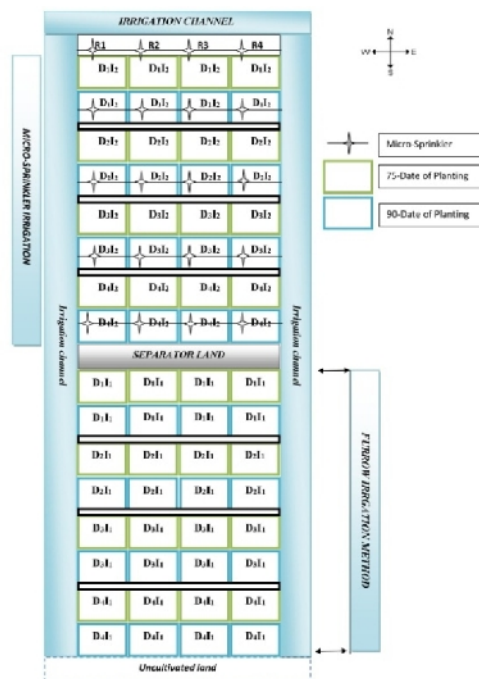 IRRIGATION CHANNEL
R1 R2 R3 R4
D₁I₂ D₁I₂ D₁I₂ D₁I₂
D₁I₂ D₁I₂ D₁I₂ D₁I₂
D₂I₂ D₂I₂ D₂I₂ D₂I₂
D₂I₂ D₂I₂ D₂I₂ D₂I₂
D₃I₂ D₃I₂ D₃I₂ D₃I₂
D₃I₂ D₃I₂ D₃I₂ D₃I₂
D₄I₂ D₄I₂ D₄I₂ D₄I₂
D₄I₂ D₄I₂ D₄I₂ D₄I₂
SEPARATOR LAND
D₁I₁ D₁I₁ D₁I₁ D₁I₁
D₁I₁ D₁I₁ D₁I₁ D₁I₁
D₂I₁ D₂I₁ D₂I₁ D₂I₁
D₂I₁ D₂I₁ D₂I₁ D₂I₁
D₃I₁ D₃I₁ D₃I₁ D₃I₁
D₃I₁ D₃I₁ D₃I₁ D₃I₁
D₄I₁ D₄I₁ D₄I₁ D₄I₁
D₄I₁ D₄I₁ D₄I₁ D₄I₁
Uncultivated land
MICRO-SPRINKLER IRRIGATION
Irrigation channel
Irrigation channel
FURROW IRRIGATION METHOD
N
W E
S
Micro-Sprinkler
75-Date of Planting
90-Date of Planting